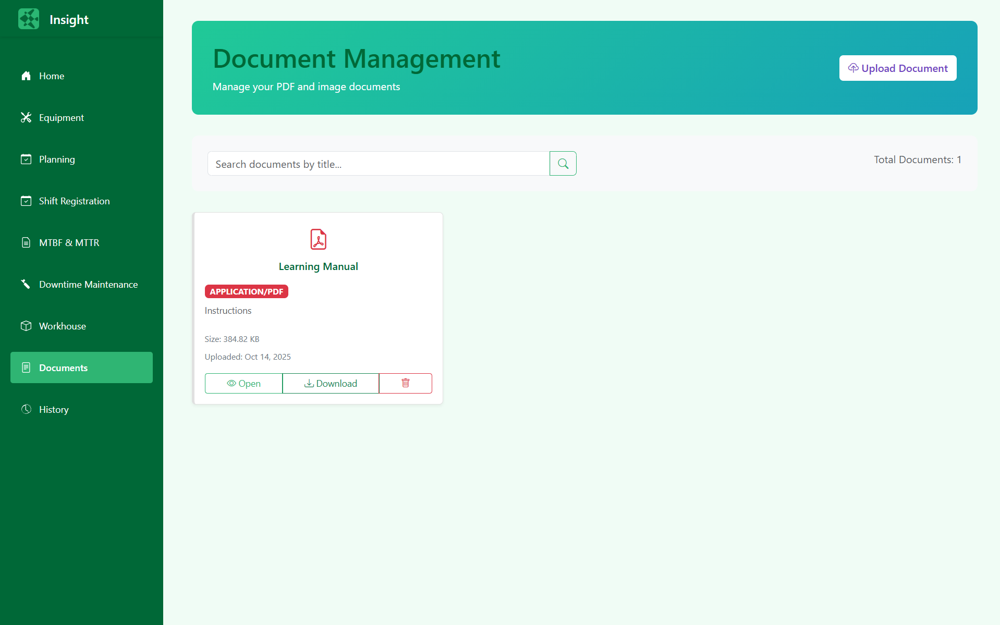 Insight
Home
Equipment
Planning
Shift Registration
MTBF & MTTR
Downtime Maintenance
Workhouse
Documents
History
Document Management
Manage your PDF and image documents
Upload Document
Search documents by title...
Total Documents: 1
Learning Manual
APPLICATION/PDF
Instructions
Size: 384.82 KB
Uploaded: Oct 14, 2025
Open
Download